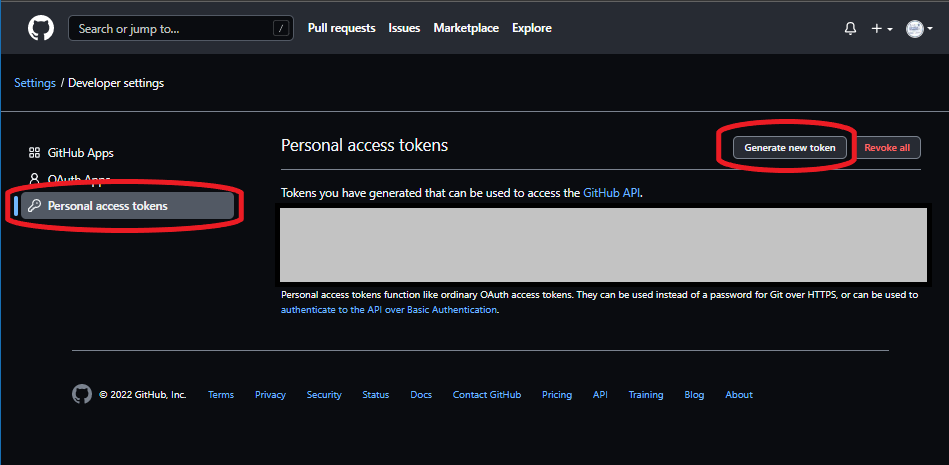 Search or jump to... / Pull requests Issues Marketplace Explore
Settings / Developer settings
GitHub Apps
OAuth Apps
Personal access tokens
Personal access tokens Generate new token Revoke all
Tokens you have generated that can be used to access the GitHub API.
Personal access tokens function like ordinary OAuth access tokens. They can be used instead of a password for Git over HTTPS, or can be used to
authenticate to the API over Basic Authentication.
© 2022 GitHub, Inc. Terms Privacy Security Status Docs Contact GitHub Pricing API Training Blog About